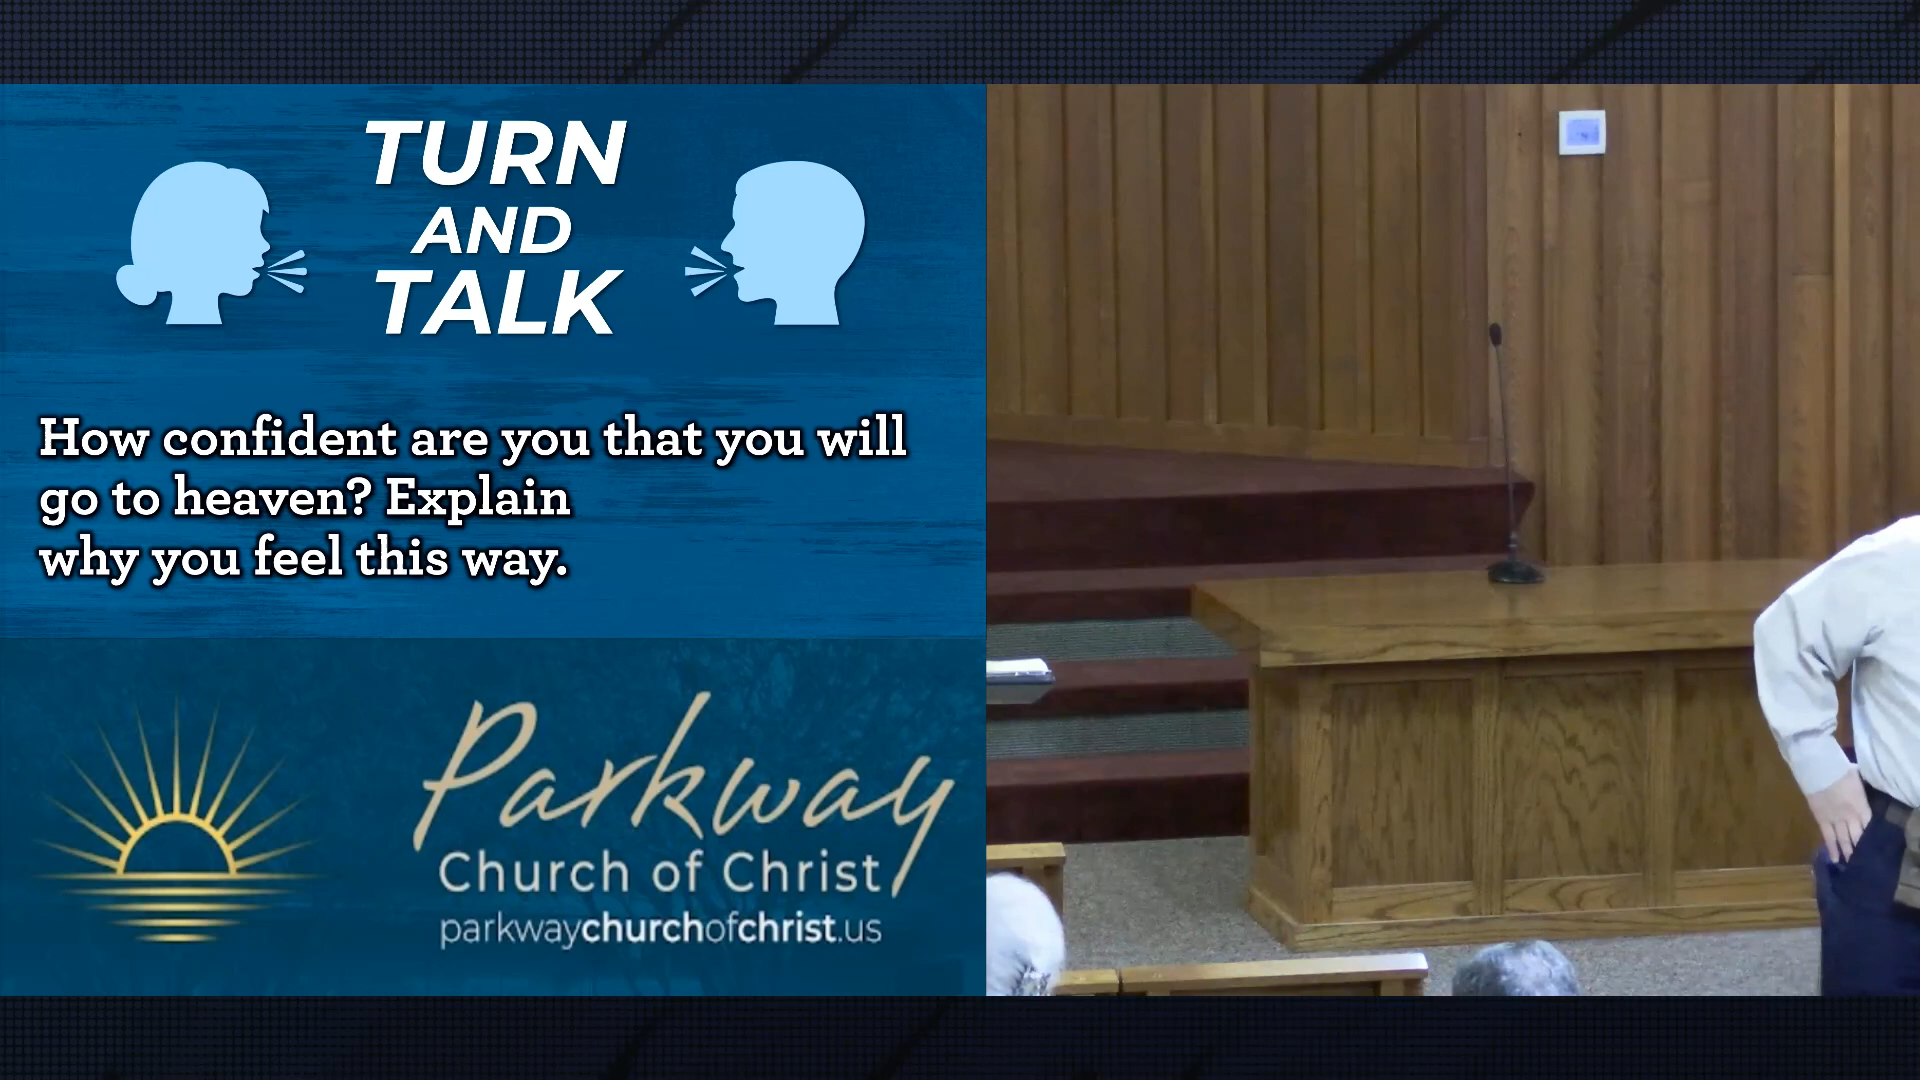 TURN
AND
TALK
How confident are you that you will
go to heaven? Explain
why you feel this way.
Parkway
Church of Christ
parkwaychurchofchrist.us